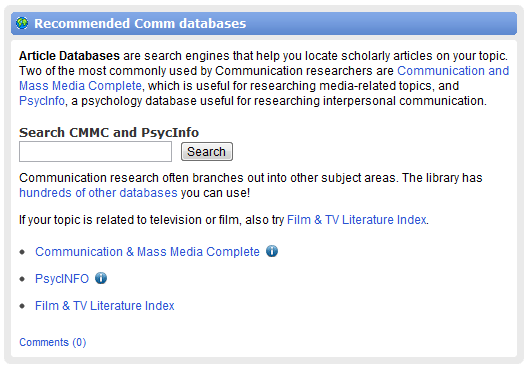 Recommended Comm databases
Article Databases are search engines that help you locate scholarly articles on your topic.
Two of the most commonly used by Communication researchers are Communication and
Mass Media Complete, which is useful for researching media-related topics, and
PsycInfo, a psychology database useful for researching interpersonal communication.
Search CMMC and PsycInfo
Search
Communication research often branches out into other subject areas. The library has
hundreds of other databases you can use!
If your topic is related to television or film, also try Film & TV Literature Index.
Communication & Mass Media Complete
PsycINFO
Film & TV Literature Index
Comments (0)